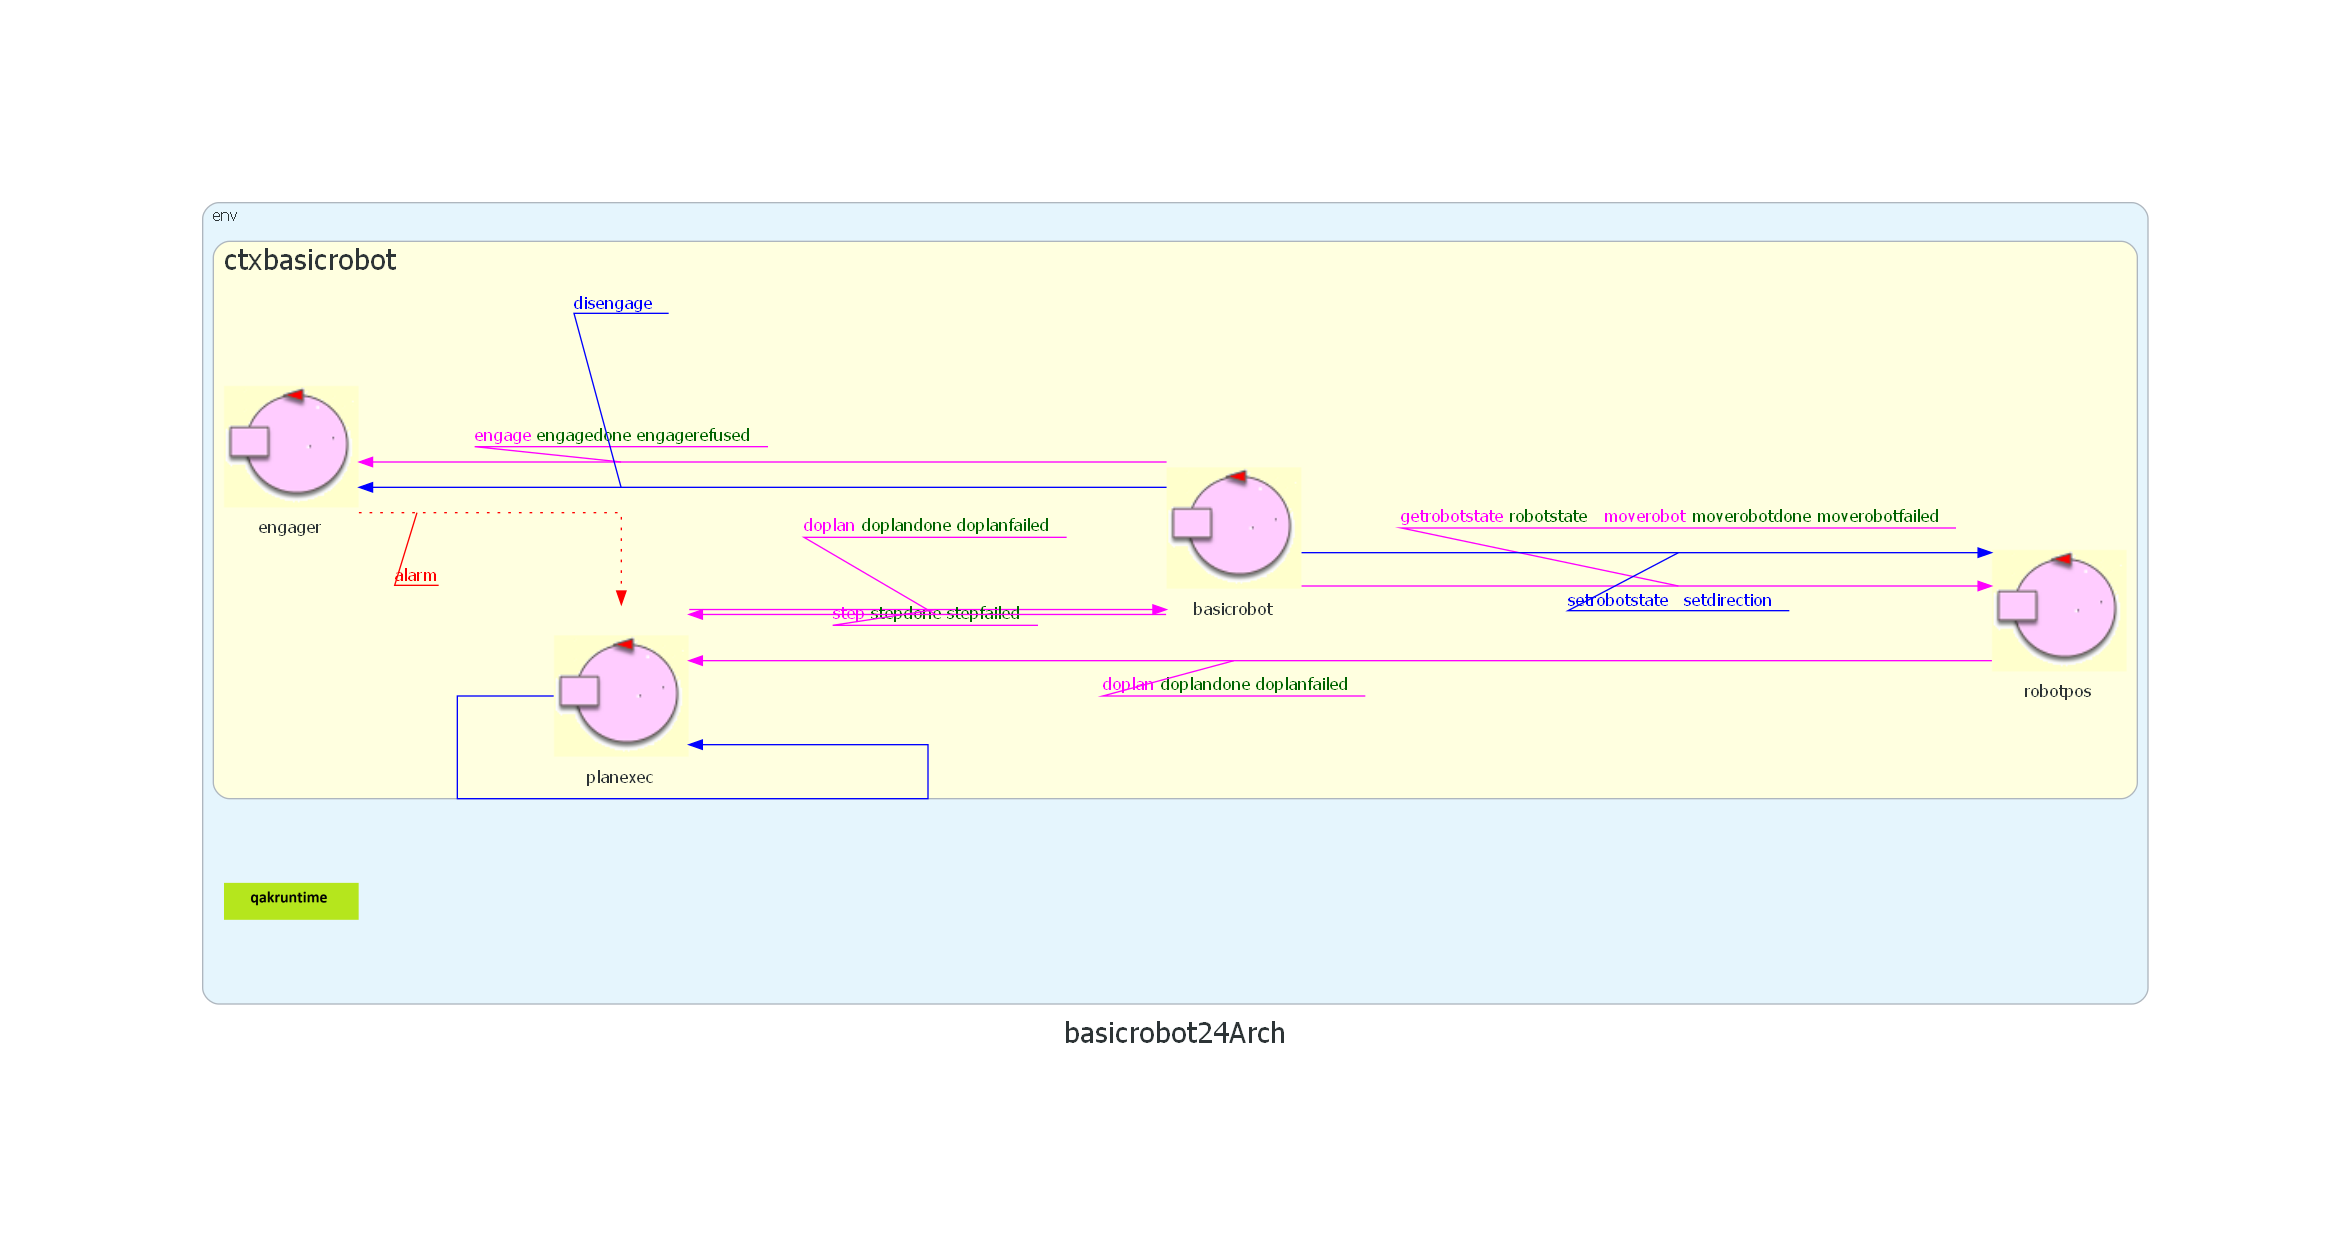 env
ctxbasicrobot
disengage
engage engagedone engagerefused
engager
alarm
doplan doplandone doplanfailed
getrobotstate robotstate moverobot moverobotdone moverobotfailed
setrobotstate setdirection
basicrobot
step stepdone stepfailed
doplan doplandone doplanfailed
robotpos
planexec
qakruntime
basicrobot24Arch